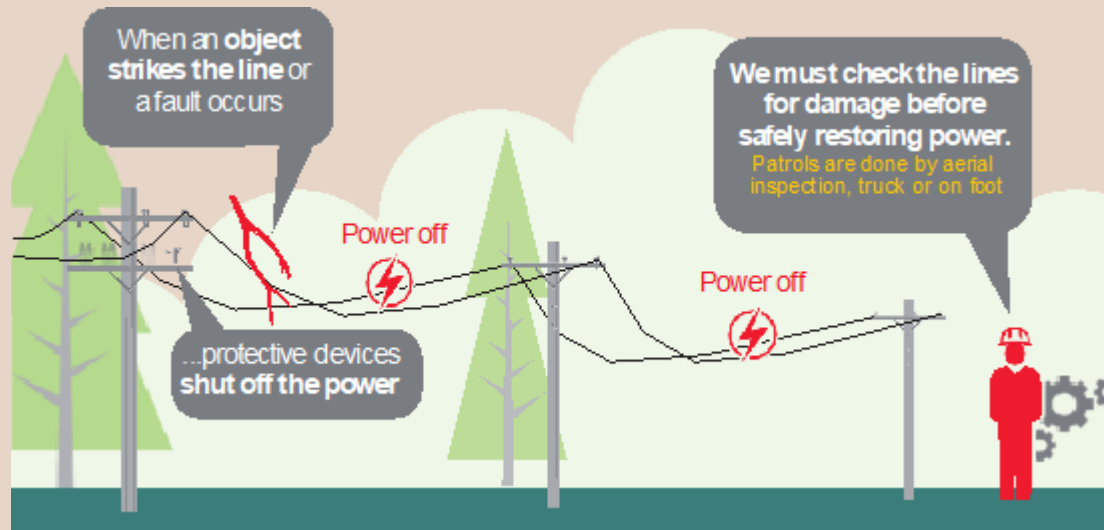 When an object
strikes the line or
a fault occurs
...protective devices
shut off the power
Power off
Power off
We must check the lines
for damage before
safely restoring power.
Patrols are done by aerial
inspection, truck or on foot